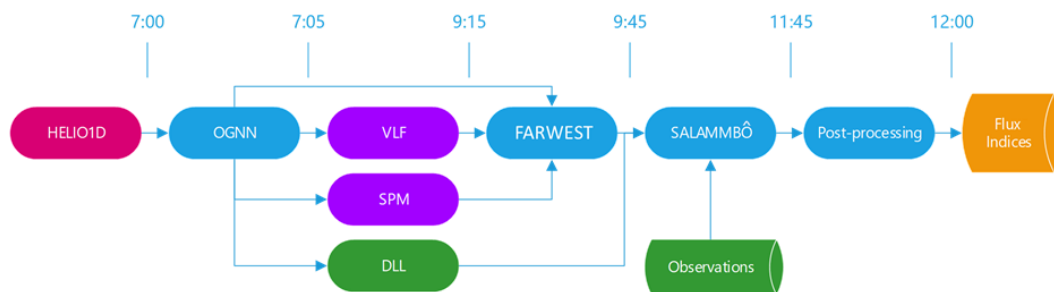 7:00
7:05
9:15
9:45
11:45
12:00
HELIO1D
OGNN
VLF
FARWEST
SALAMMBÔ
Post-processing
Flux
Indices
SPM
DLL
Observations